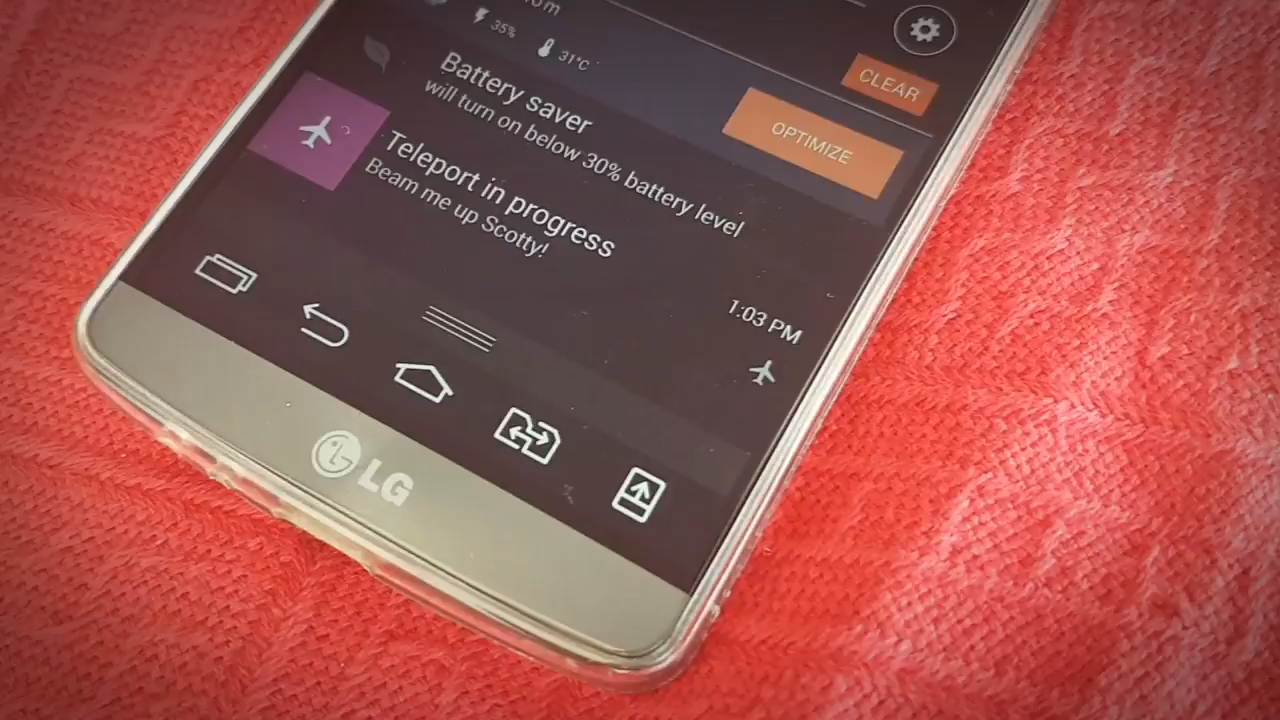 35%
31°C
CLEAR
Battery saver
will turn on below 30% battery level
OPTIMIZE
Teleport in progress
Beam me up Scotty!
1:03 PM
LG